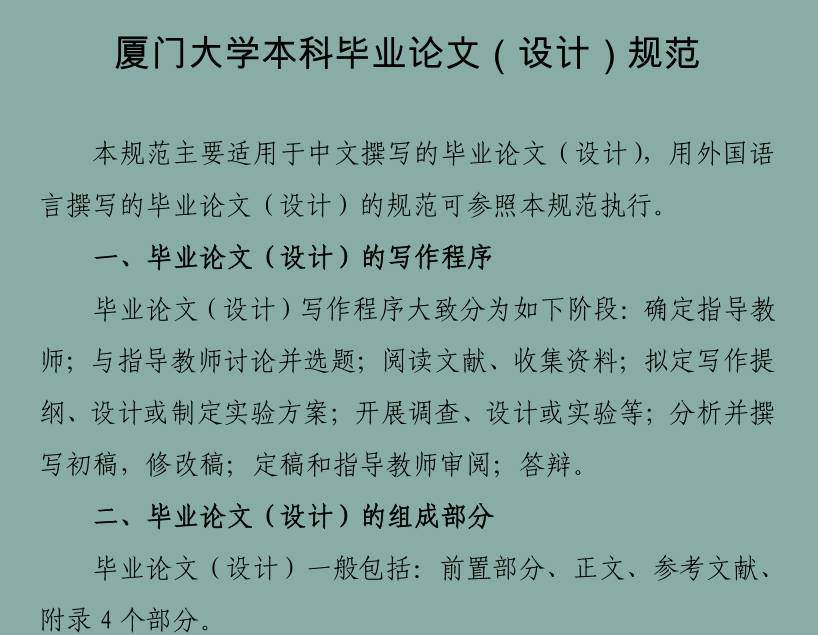 厦门大学本科毕业论文（设计）规范
本规范主要适用于中文撰写的毕业论文（设计），用外国语
言撰写的毕业论文（设计）的规范可参照本规范执行。
一、毕业论文（设计）的写作程序
毕业论文（设计）写作程序大致分为如下阶段：确定指导教
师；与指导教师讨论并选题；阅读文献、收集资料；拟定写作提
纲、设计或制定实验方案；开展调查、设计或实验等；分析并撰
写初稿，修改稿；定稿和指导教师审阅；答辩。
二、毕业论文（设计）的组成部分
毕业论文（设计）一般包括：前置部分、正文、参考文献、
附录 4 个部分。